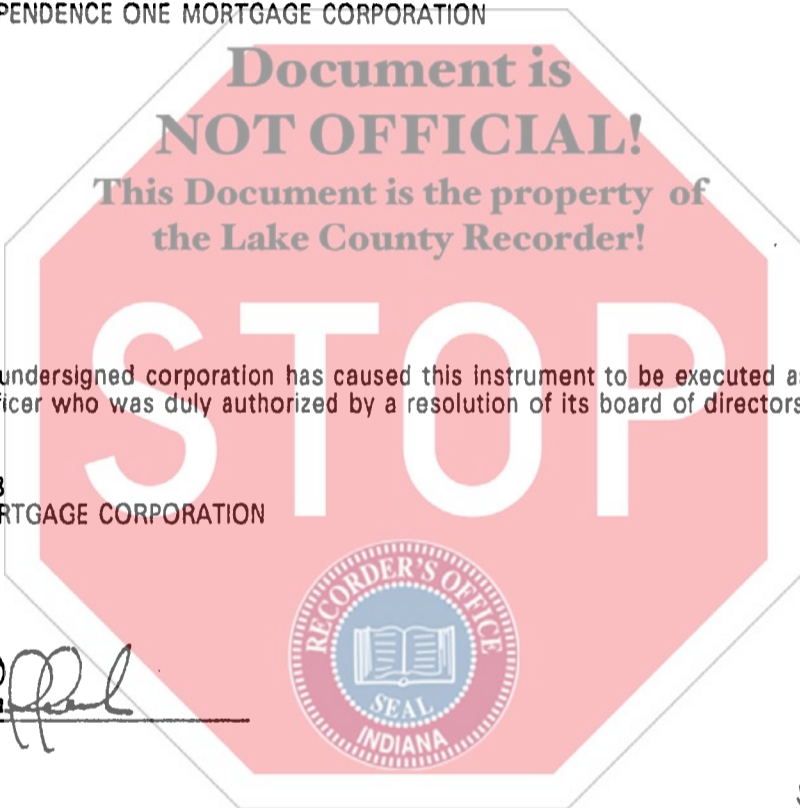 PENDENCE ONE MORTGAGE CORPORATION
Document is
NOT OFFICIAL!
This Document is the property of
the Lake County Recorder!
STOP
undersigned corporation has caused this instrument to be executed a
ficer who was duly authorized by a resolution of its board of directors
RTGAGE CORPORATION
RECORDER'S OFFICE
SEAL
INDIANA